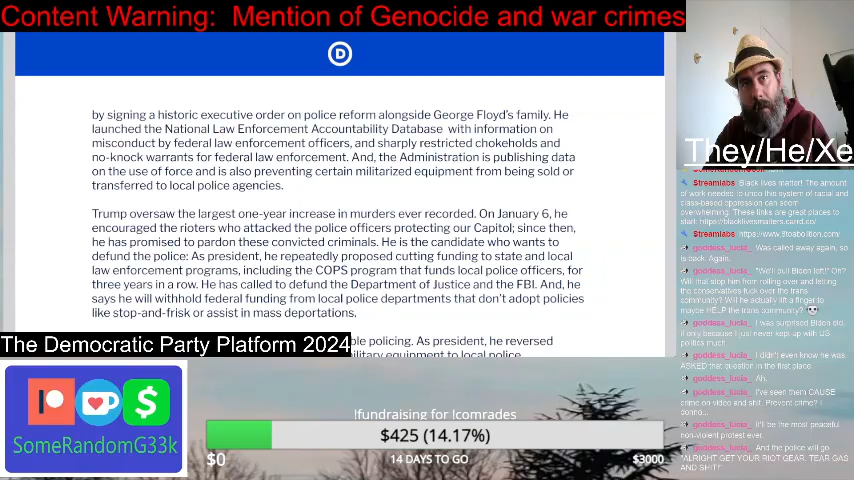 Content Warning:  Mention of Genocide and war crimes
D
by signing a historic executive order on police reform alongside George Floyd's family. He
launched the National Law Enforcement Accountability Database with information on
misconduct by federal law enforcement officers, and sharply restricted chokeholds and
no-knock warrants for federal law enforcement. And, the Administration is publishing data
on the use of force and is also preventing certain militarized equipment from being sold or
transferred to local police agencies.
Trump oversaw the largest one-year increase in murders ever recorded. On January 6, he
encouraged the rioters who attacked the police officers protecting our Capitol; since then,
he has promised to pardon these convicted criminals. He is the candidate who wants to
defund the police: As president, he repeatedly proposed cutting funding to state and local
law enforcement programs, including the COPS program that funds local police officers, for
three years in a row. He has called to defund the Department of Justice and the FBI. And, he
says he will withhold federal funding from local police departments that don't adopt policies
like stop-and-frisk or assist in mass deportations.
ble policing. As president, he reversed
military equipment to local police
The Democratic Party Platform 2024
SomeRandomG33k
!fundraising for !comrades
$425 (14.17%)
$0
14 DAYS TO GO
$3000
They/He/Xe
Streamlabs Black lives matter! The amount
of work needed to undo this system of racial
and class-based oppression can seem
overwhelming. These links are great places to
start: https://blacklivesmatters.carrd.co/
Streamlabs https://www.8toabolition.com/
goddess_lucia_ Was called away again, so
is back. Again.
goddess_lucia_ "We'll pull Biden left!" Oh?
Will that stop him from rolling over and letting
the conservatives fuck over the trans
community? Will he actually lift a finger to
maybe HELP the trans community?
goddess_lucia_ I was surprised Biden did,
if only because I just never kept up with US
politics much.
goddess_lucia_ I didn't even know he was
ASKED that question in the first place.
goddess_lucia_ Ah.
goddess_lucia_ I've seen them CAUSE
crime on video and shit. Prevent crime? I
donno...
goddess_lucia_ It'll be the most peaceful
non-violent protest ever.
goddess_lucia_ And the police will go
"ALRIGHT GET YOUR RIOT GEAR. TEAR GAS
AND SHIT!"